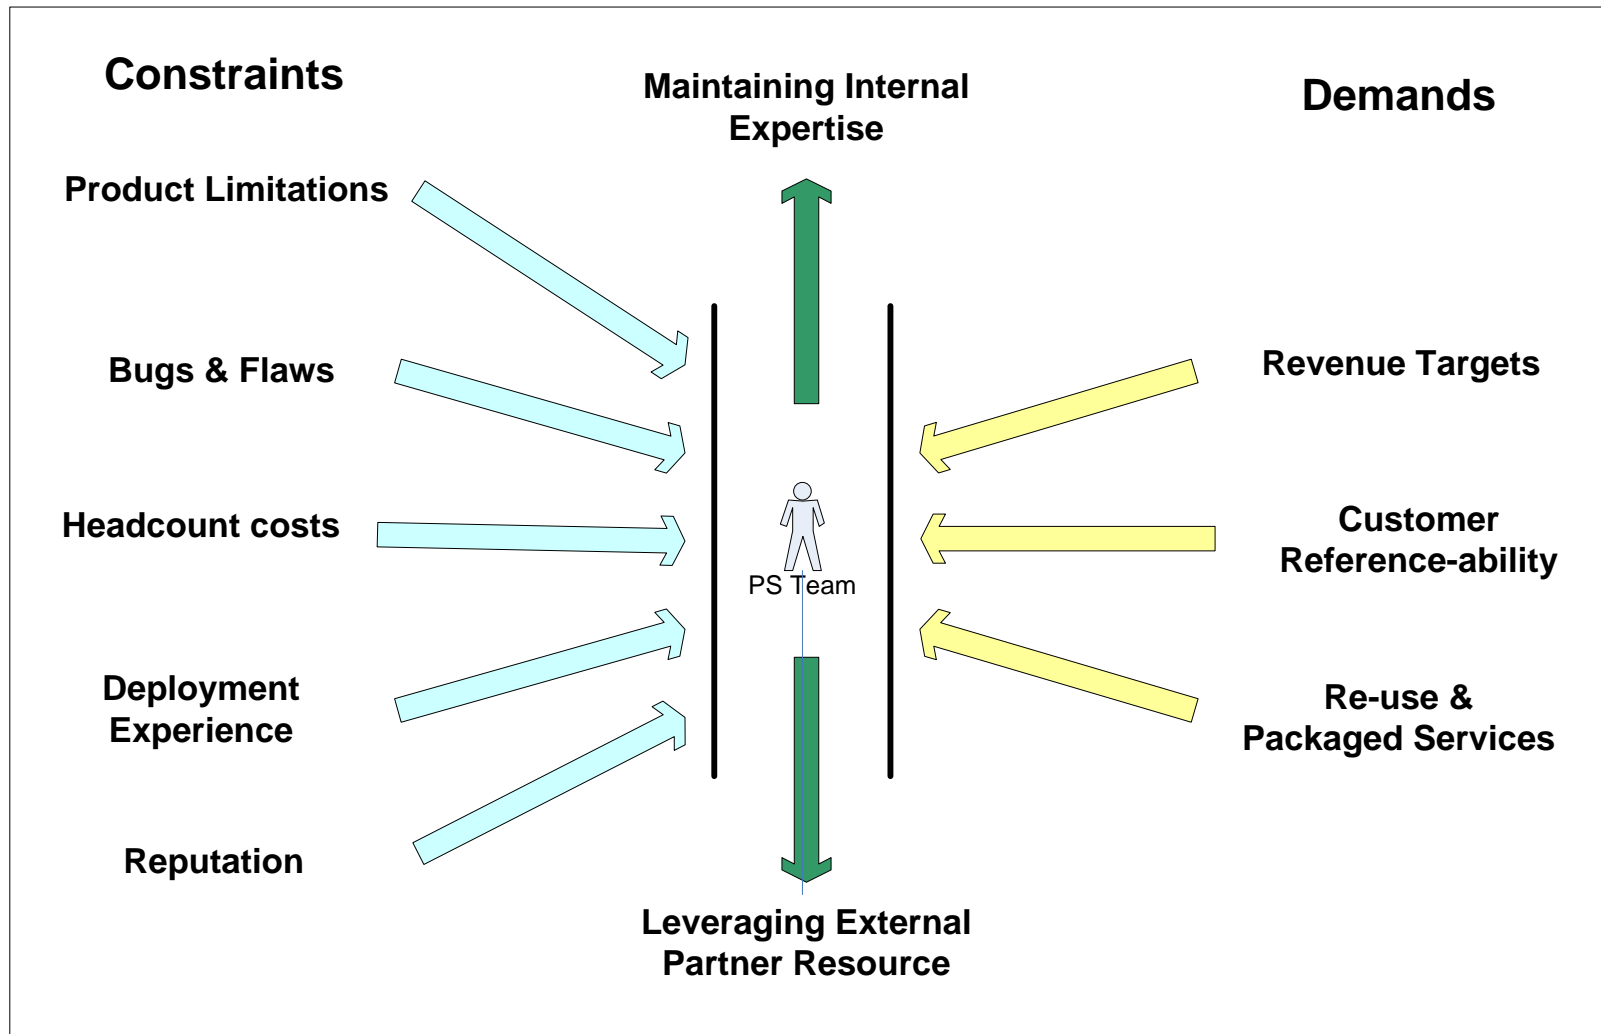 Constraints
Maintaining Internal
Expertise
Demands
Product Limitations
Bugs & Flaws
Revenue Targets
Headcount costs
Customer
Reference-ability
PS Team
Deployment
Experience
Re-use &
Packaged Services
Reputation
Leveraging External
Partner Resource